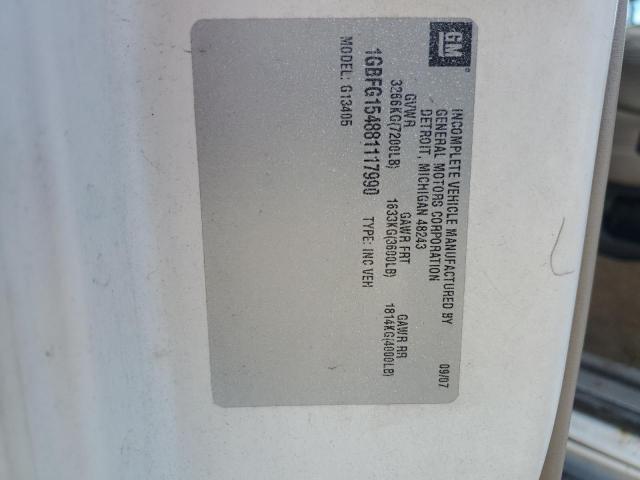 GM
INCOMPLETE VEHICLE MANUFACTURED BY
GENERAL MOTORS CORPORATION
DETROIT, MICHIGAN 48243
09/07
GVWR GAWR FRT GAWR RR
3266KG(7200LB) 1633KG(3600LB) 1814KG(4000LB)
1GBFG154881117990 TYPE: INC VEH
MODEL: G13405